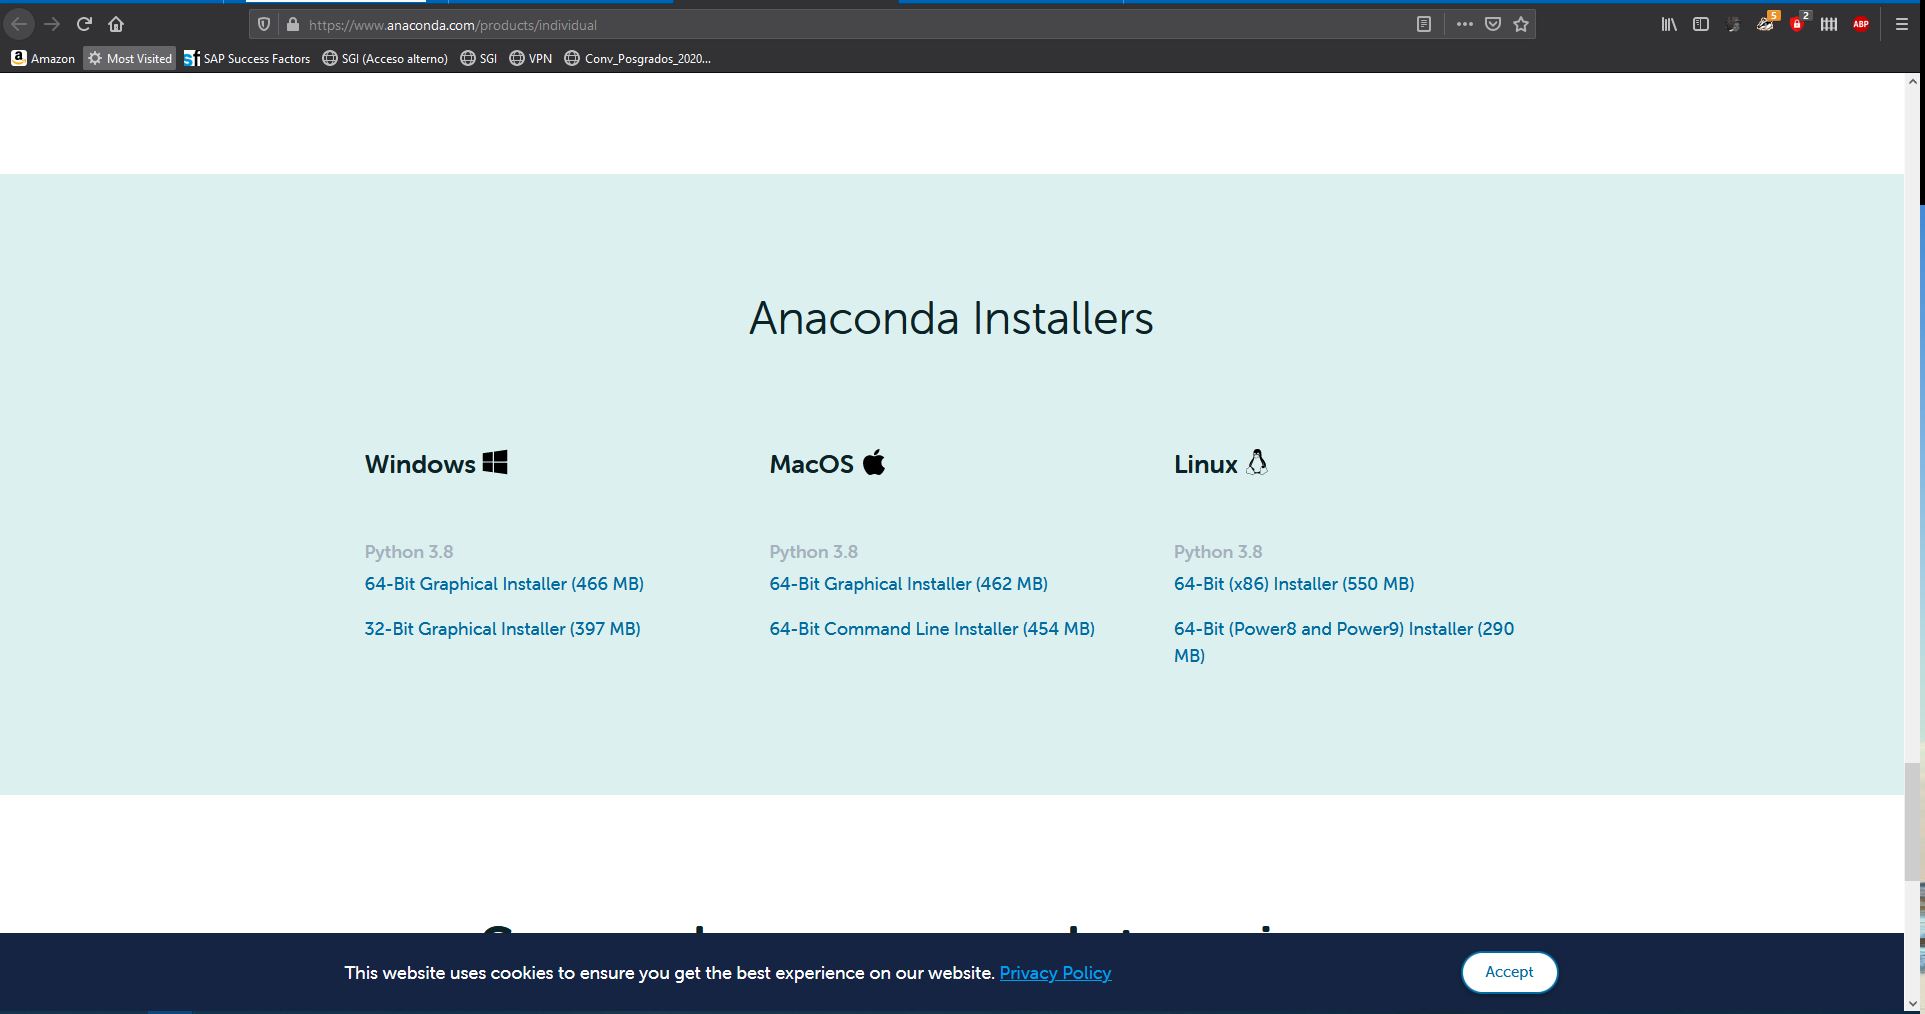 https://www.anaconda.com/products/individual
5
2
ABP
Amazon
Most Visited
SAP Success Factors
SGI (Acceso alterno)
SGI
VPN
Conv_Posgrados_2020...
Anaconda Installers
Windows
MacOS
Linux
Python 3.8
64-Bit Graphical Installer (466 MB)
32-Bit Graphical Installer (397 MB)
Python 3.8
64-Bit Graphical Installer (462 MB)
64-Bit Command Line Installer (454 MB)
Python 3.8
64-Bit (x86) Installer (550 MB)
64-Bit (Power8 and Power9) Installer (290
MB)
This website uses cookies to ensure you get the best experience on our website. Privacy Policy
Accept